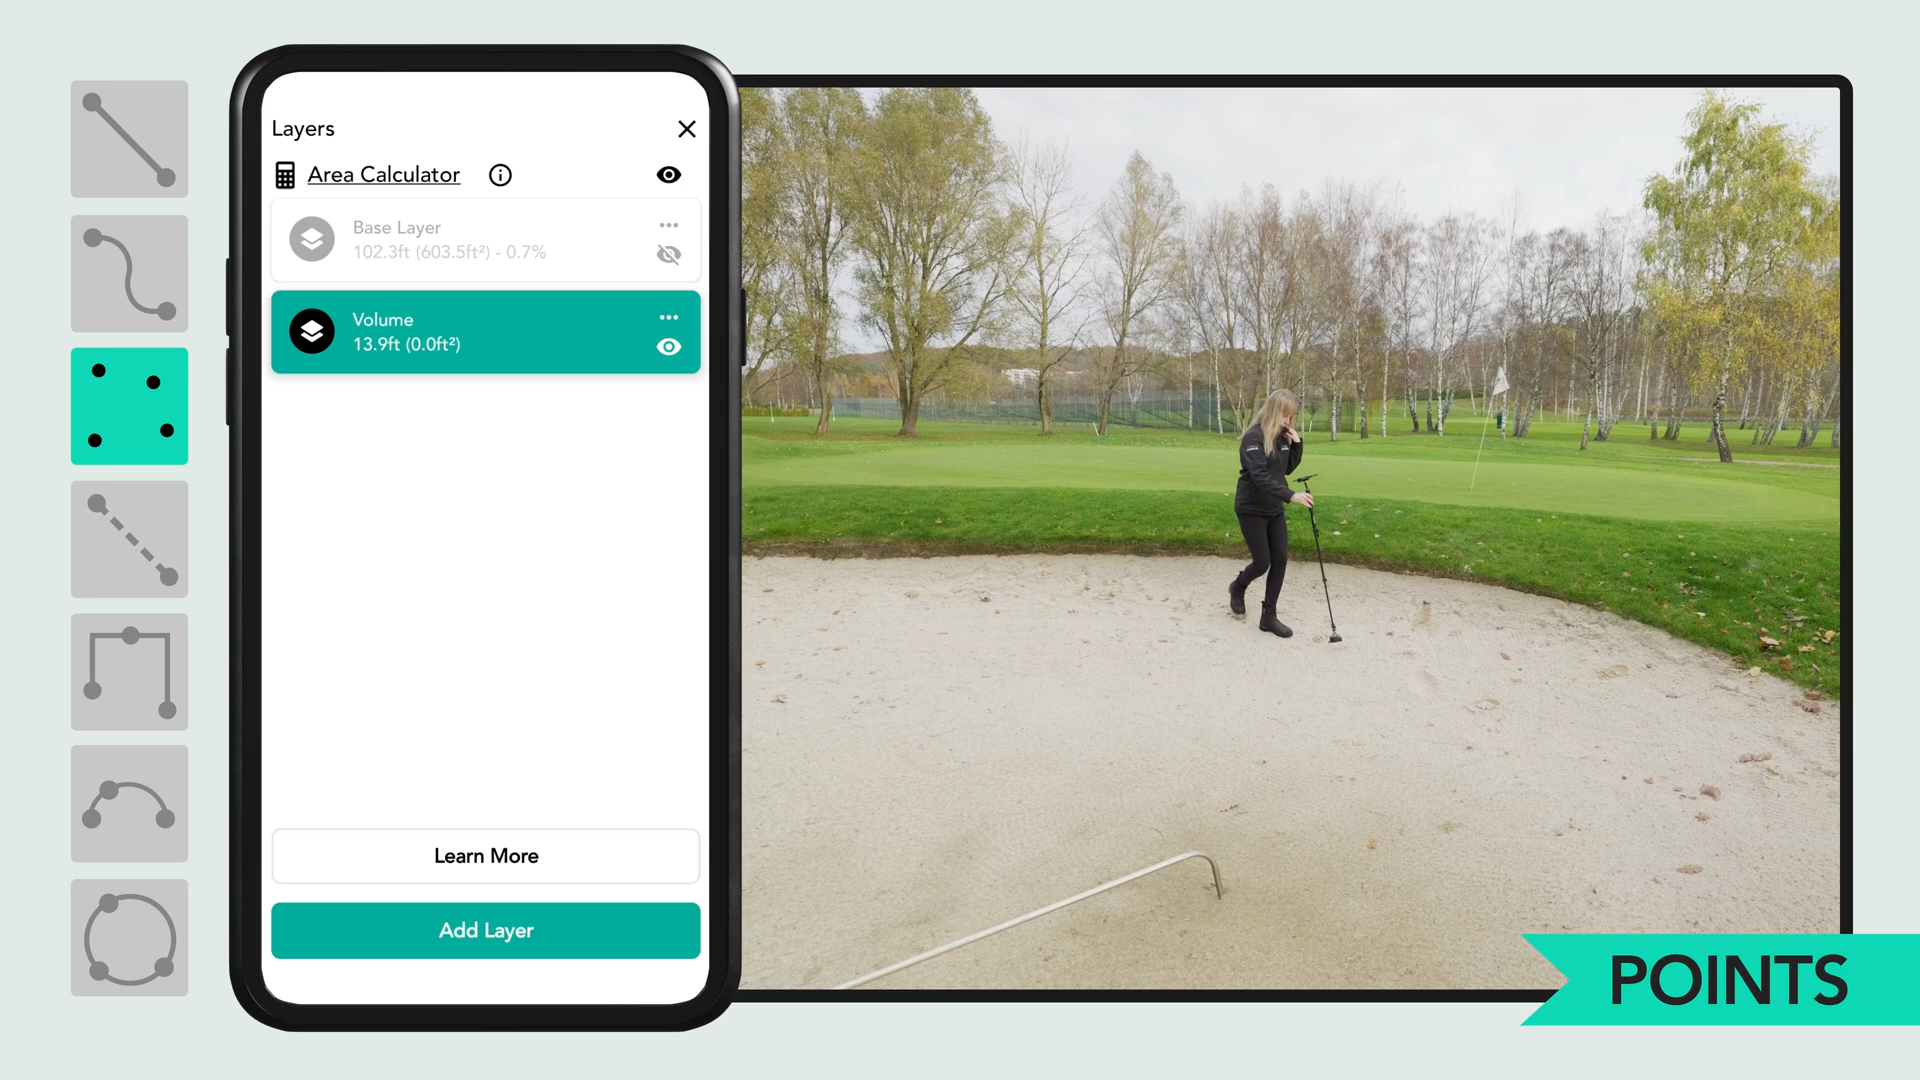 Layers
Area Calculator
Base Layer
102.3ft (603.5ft²) - 0.7%
Volume
13.9ft (0.0ft²)
Learn More
Add Layer
POINTS